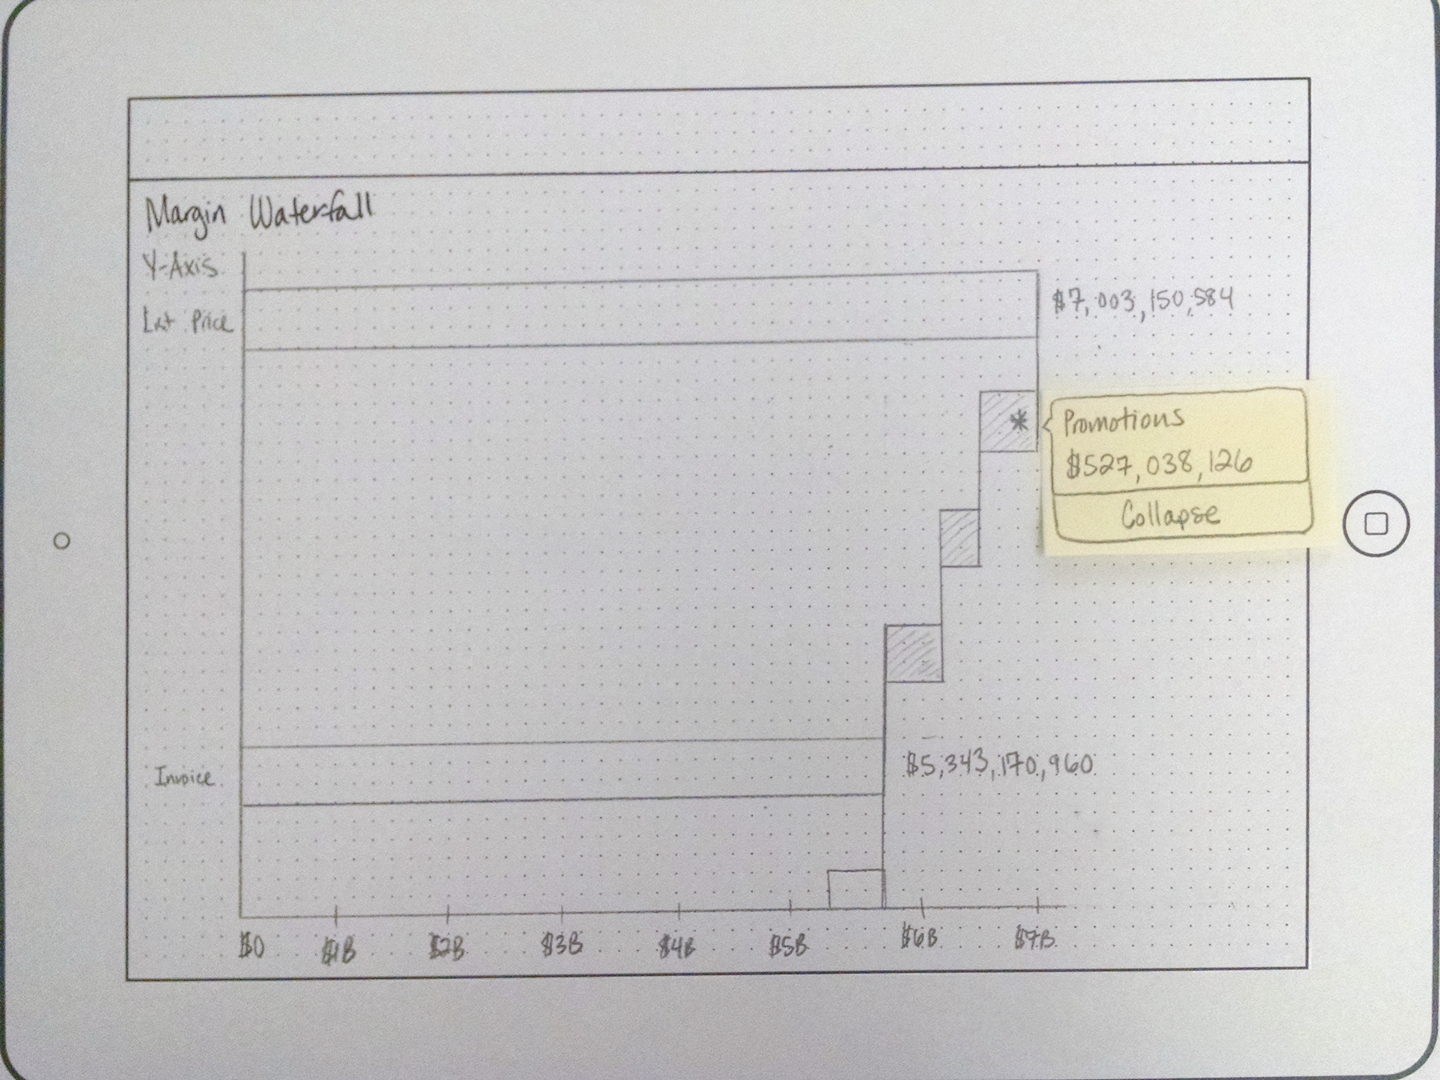 Margin Waterfall
Y-Axis
List Price
$7,003,150,584
Promotions
$527,038,126
Collapse
Invoice
$5,343,170,960
$0 $1B $2B $3B $4B $5B $6B $7B